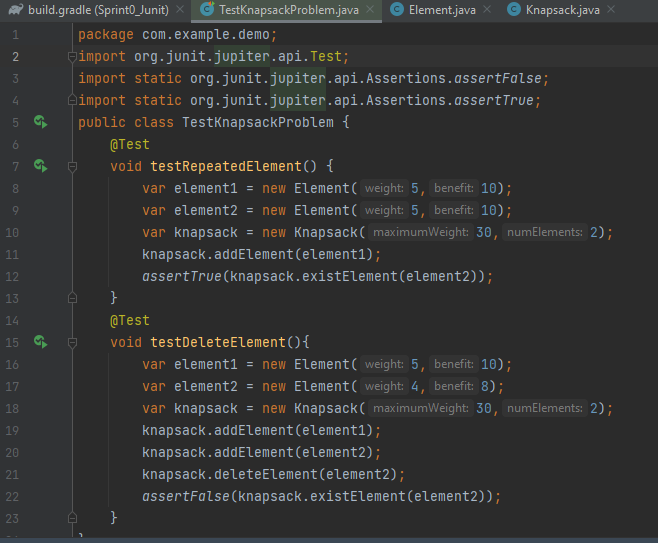 build.gradle (Sprint0_Junit) TestKnapsackProblem.java Element.java Knapsack.java
1 package com.example.demo;
2 import org.junit.jupiter.api.Test;
3 import static org.junit.jupiter.api.Assertions.assertFalse;
4 import static org.junit.jupiter.api.Assertions.assertTrue;
5 public class TestKnapsackProblem {
6 @Test
7 void testRepeatedElement() {
8 var element1 = new Element( weight: 5, benefit: 10);
9 var element2 = new Element( weight: 5, benefit: 10);
10 var knapsack = new Knapsack( maximumWeight: 30, numElements: 2);
11 knapsack.addElement(element1);
12 assertTrue(knapsack.existElement(element2));
13 }
14 @Test
15 void testDeleteElement(){
16 var element1 = new Element( weight: 5, benefit: 10);
17 var element2 = new Element( weight: 4, benefit: 8);
18 var knapsack = new Knapsack( maximumWeight: 30, numElements: 2);
19 knapsack.addElement(element1);
20 knapsack.addElement(element2);
21 knapsack.deleteElement(element2);
22 assertFalse(knapsack.existElement(element2));
23 }